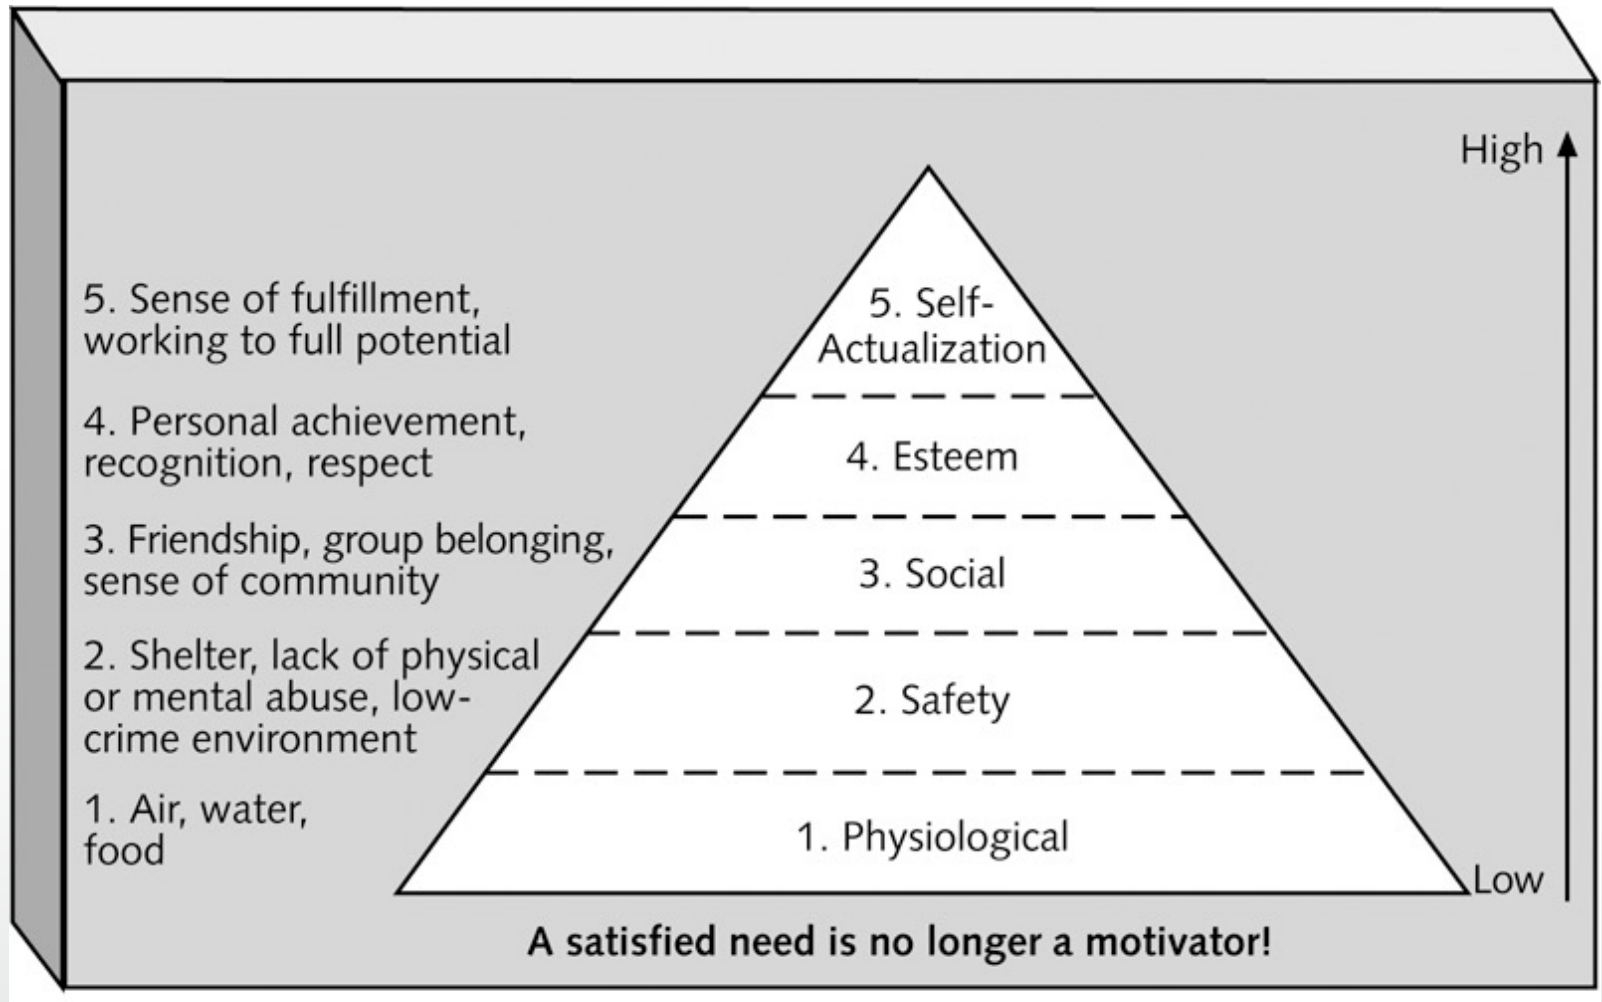 High
5. Sense of fulfillment,
working to full potential
5. Self-
Actualization
4. Personal achievement,
recognition, respect
4. Esteem
3. Friendship, group belonging,
sense of community
3. Social
2. Shelter, lack of physical
or mental abuse, low-
crime environment
2. Safety
1. Air, water,
food
1. Physiological
Low
A satisfied need is no longer a motivator!